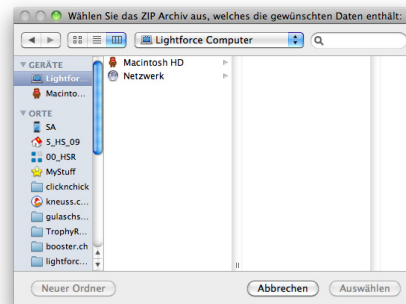 Wählen Sie das ZIP Archiv aus, welches die gewünschten Daten enthält:
Lightforce Computer
GERÄTE
Lightfor...
Macinto...
ORTE
SA
5_HS_09
00_HSR
MyStuff
clicknchick
kneuss.c...
gulaschs...
TrophyR...
booster.ch
lightforc...
Macintosh HD
Netzwerk
Neuer Ordner
Abbrechen
Auswählen